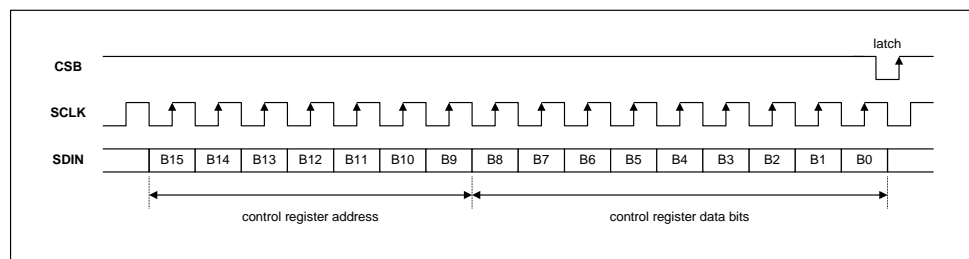 latch
CSB
SCLK
SDIN B15 B14 B13 B12 B11 B10 B9 B8 B7 B6 B5 B4 B3 B2 B1 B0
control register address control register data bits